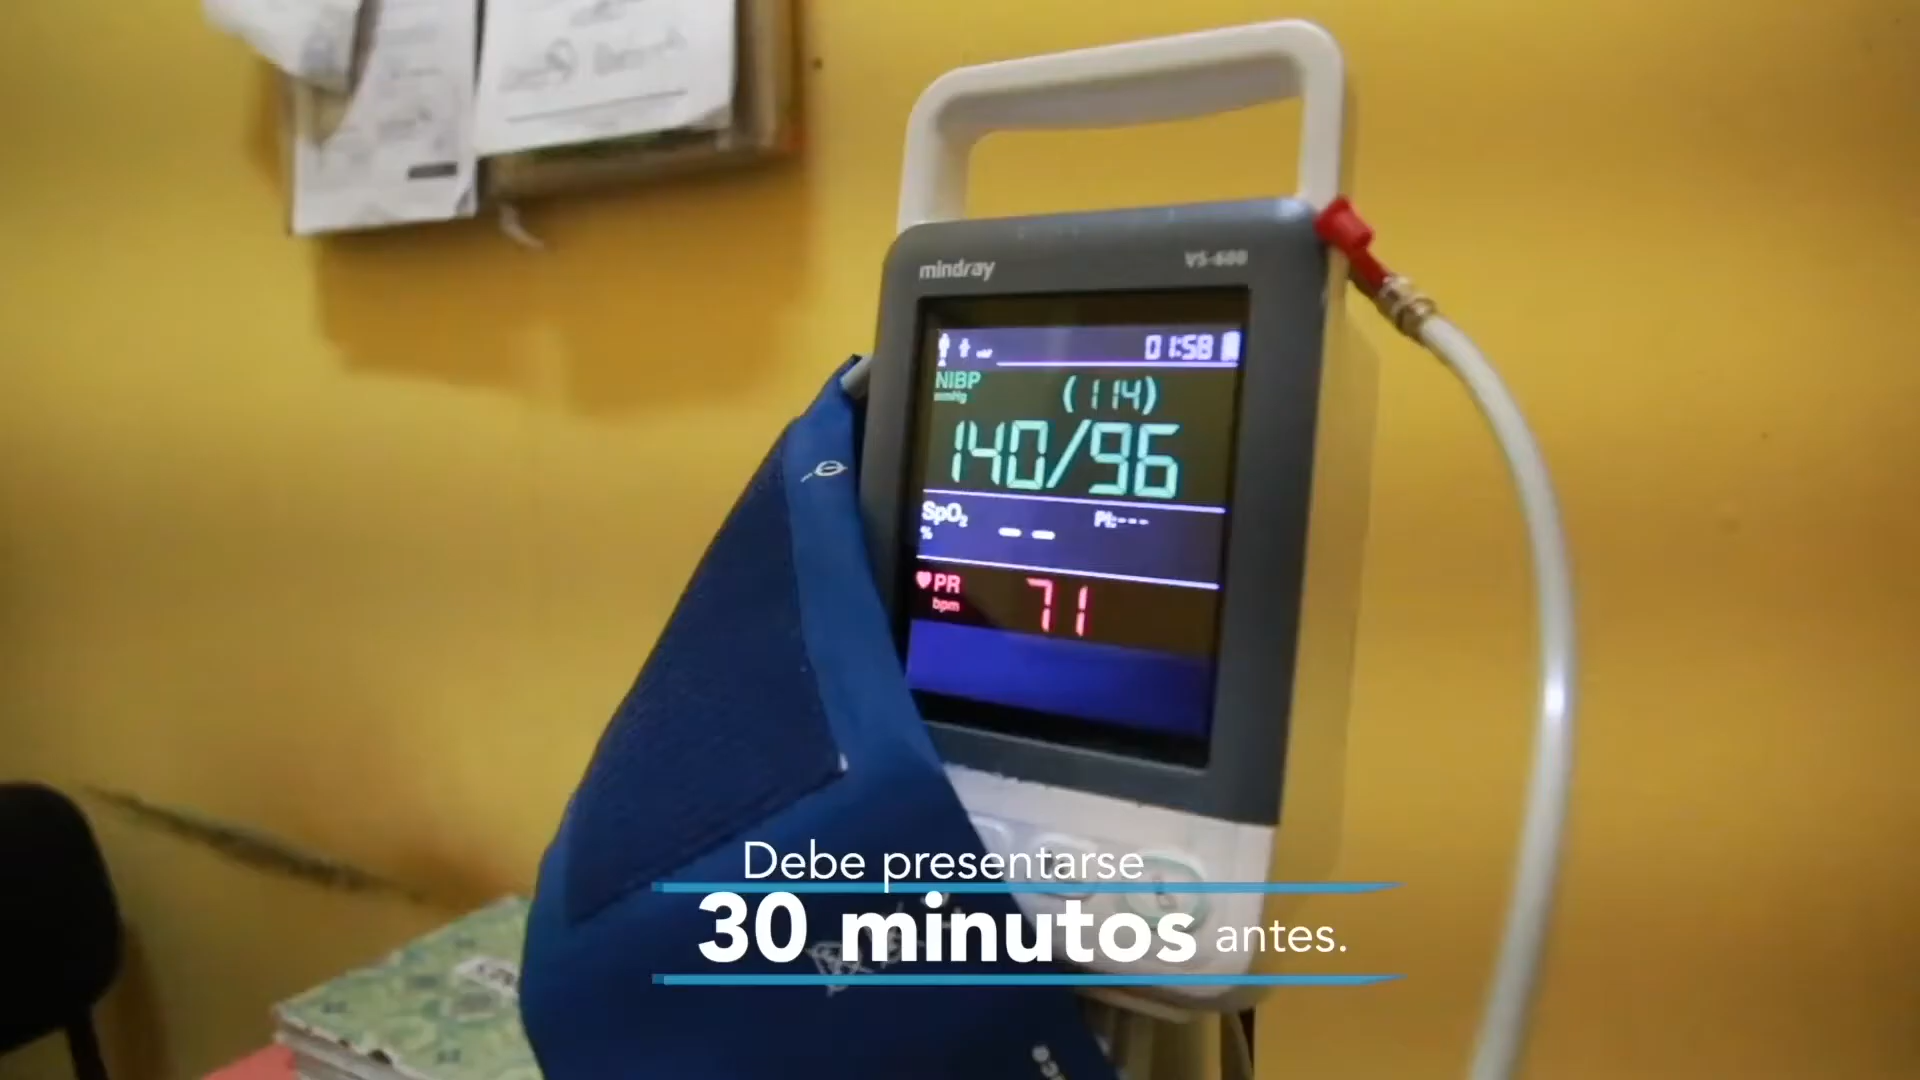 mindray
VS-600
01:58
NIBP
mmHg
(114)
140/96
SpO₂
%
PI:---
-- --
PR
bpm
71
Debe presentarse
30 minutos antes.